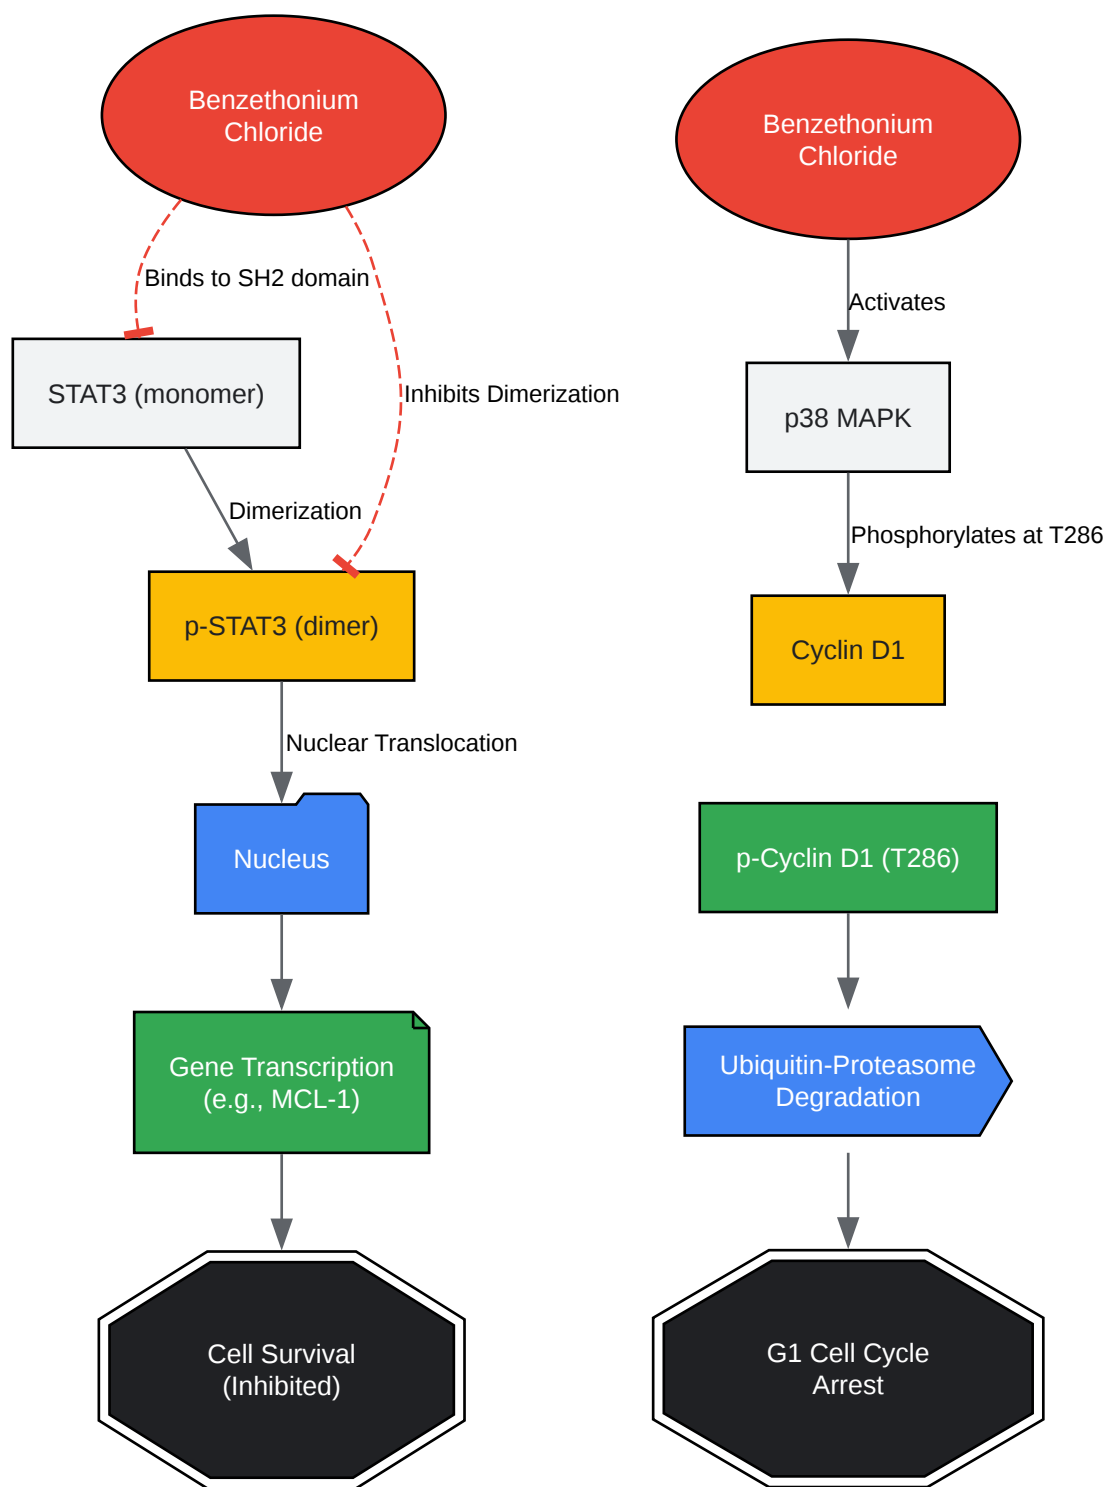 Benzethonium
Chloride
Binds to SH2 domain
STAT3 (monomer)
Inhibits Dimerization
Dimerization
p-STAT3 (dimer)
Nuclear Translocation
Nucleus
Gene Transcription
(e.g., MCL-1)
Cell Survival
(Inhibited)
Benzethonium
Chloride
Activates
p38 MAPK
Phosphorylates at T286
Cyclin D1
p-Cyclin D1 (T286)
Ubiquitin-Proteasome
Degradation
G1 Cell Cycle
Arrest